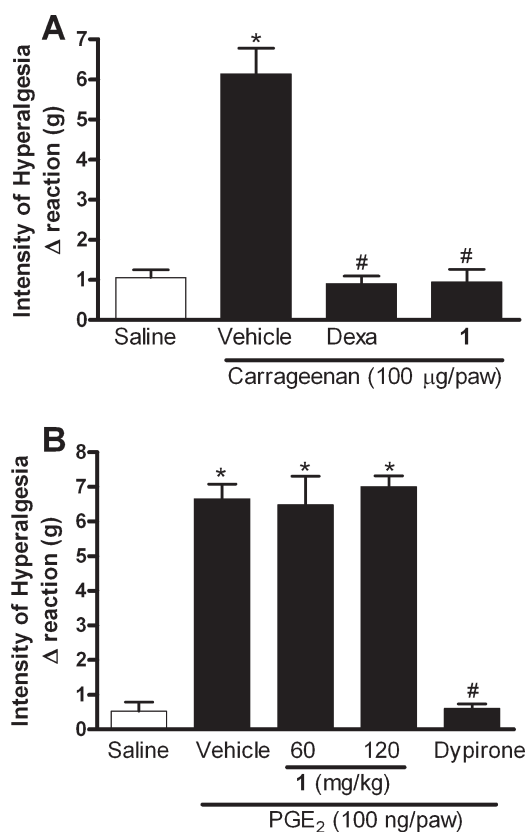 A
Intensity of Hyperalgesia
Δ reaction (g)
7
6
5
4
3
2
1
0
*
#
#
Saline Vehicle Dexa 1
Carrageenan (100 μg/paw)
B
Intensity of Hyperalgesia
Δ reaction (g)
8
7
6
5
4
3
2
1
0
* * *
#
Saline Vehicle 60 120 Dypirone
1 (mg/kg)
PGE₂ (100 ng/paw)